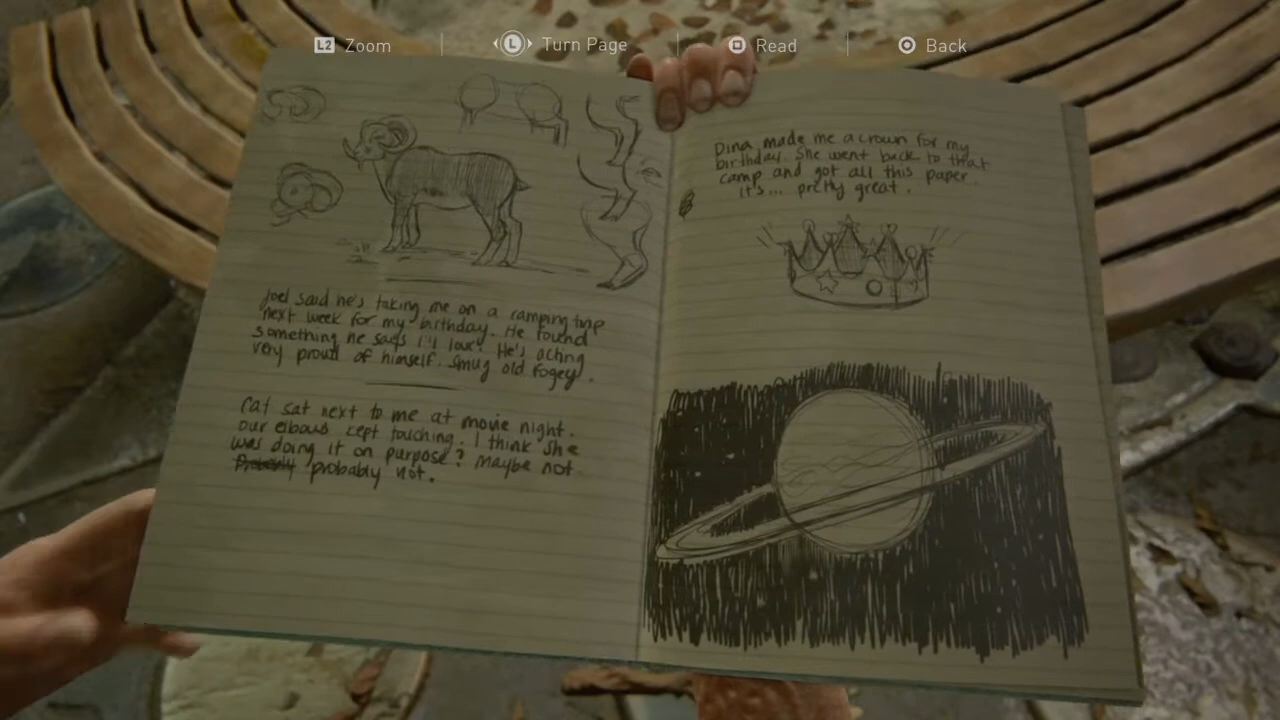 L2 Zoom
L Turn Page
Read
Back
Joel said he's taking me on a camping trip
next week for my birthday. He found
something he says I'll love. He's acting
very proud of himself. Smug old fogey.
Cat sat next to me at movie night.
our elbows kept touching. I think she
was doing it on purpose? Maybe not.
probably not.
Dina made me a crown for my
birthday. She went back to that
camp and got all this paper.
It's... pretty great.